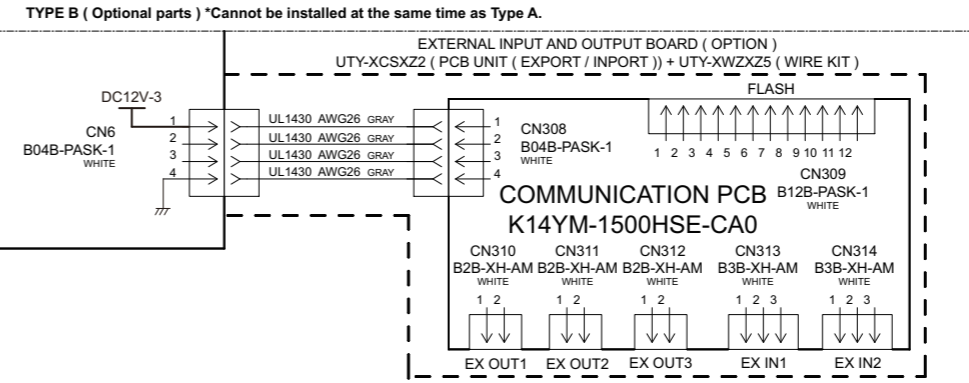 TYPE B ( Optional parts ) *Cannot be installed at the same time as Type A.
EXTERNAL INPUT AND OUTPUT BOARD ( OPTION )
UTY-XCSXZ2 ( PCB UNIT ( EXPORT / INPORT )) + UTY-XWZXZ5 ( WIRE KIT )
DC12V-3
CN6
B04B-PASK-1
WHITE
1
2
3
4
UL1430 AWG26 GRAY
UL1430 AWG26 GRAY
UL1430 AWG26 GRAY
UL1430 AWG26 GRAY
1
2
3
4
CN308
B04B-PASK-1
WHITE
FLASH
1 2 3 4 5 6 7 8 9 10 11 12
CN309
B12B-PASK-1
WHITE
COMMUNICATION PCB
K14YM-1500HSE-CA0
CN310 CN311 CN312 CN313 CN314
B2B-XH-AM B2B-XH-AM B2B-XH-AM B3B-XH-AM B3B-XH-AM
WHITE WHITE WHITE WHITE WHITE
1 2 1 2 1 2 1 2 3 1 2 3
EX OUT1 EX OUT2 EX OUT3 EX IN1 EX IN2